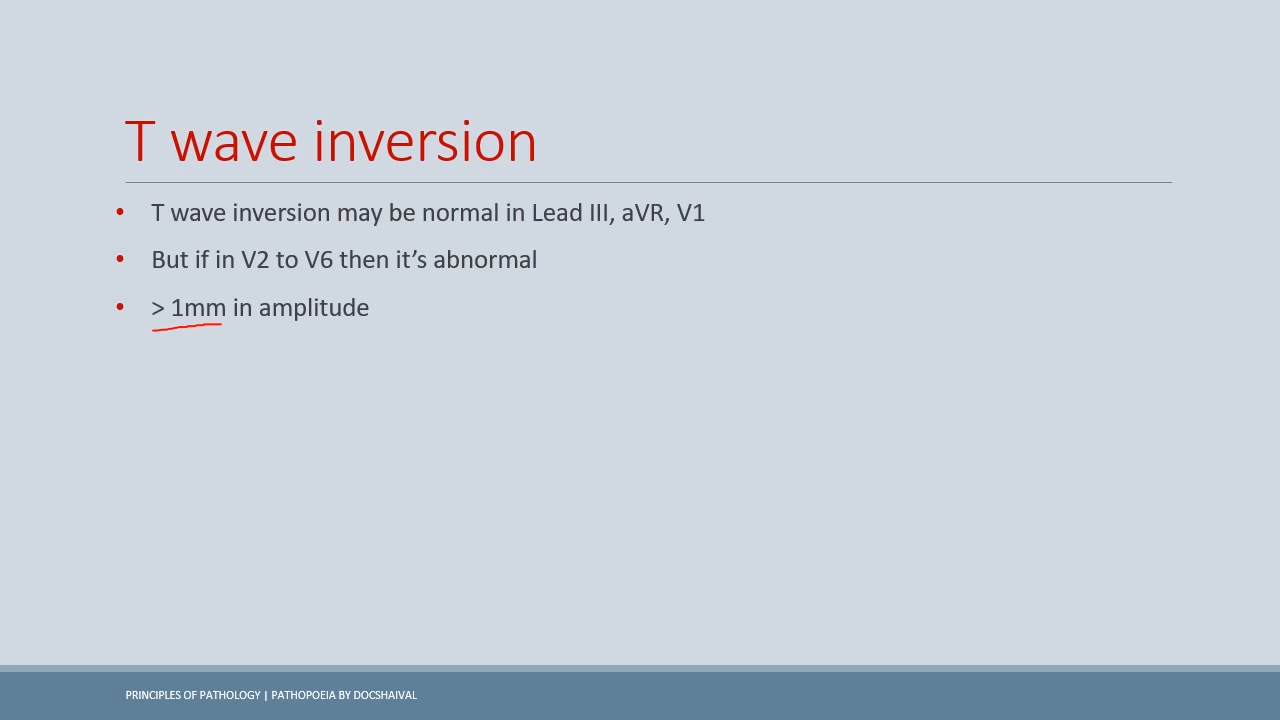 T wave inversion
• T wave inversion may be normal in Lead III, aVR, V1
• But if in V2 to V6 then it’s abnormal
• > 1mm in amplitude
PRINCIPLES OF PATHOLOGY | PATHOPOEIA BY DOCSHAIVAL